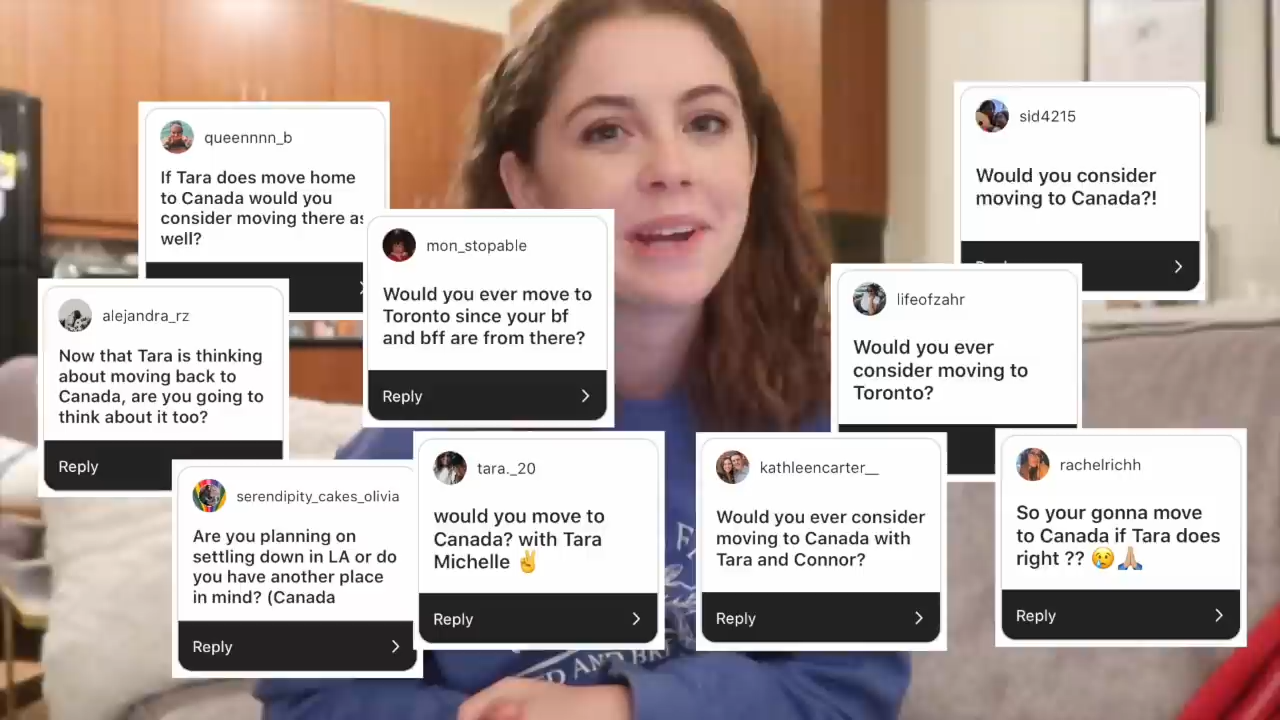 queennnn_b
If Tara does move home
to Canada would you
consider moving there as
well?
sid4215
Would you consider
moving to Canada?!
mon_stopable
Would you ever move to
Toronto since your bf
and bff are from there?
Reply
alejandra_rz
Now that Tara is thinking
about moving back to
Canada, are you going to
think about it too?
Reply
lifeofzahr
Would you ever
consider moving to
Toronto?
serendipity_cakes_olivia
Are you planning on
settling down in LA or do
you have another place
in mind? (Canada
Reply
tara._20
would you move to
Canada? with Tara
Michelle ✌️
Reply
kathleencarter__
Would you ever consider
moving to Canada with
Tara and Connor?
Reply
rachelrichh
So your gonna move
to Canada if Tara does
right ?? 😢🙏🏼
Reply